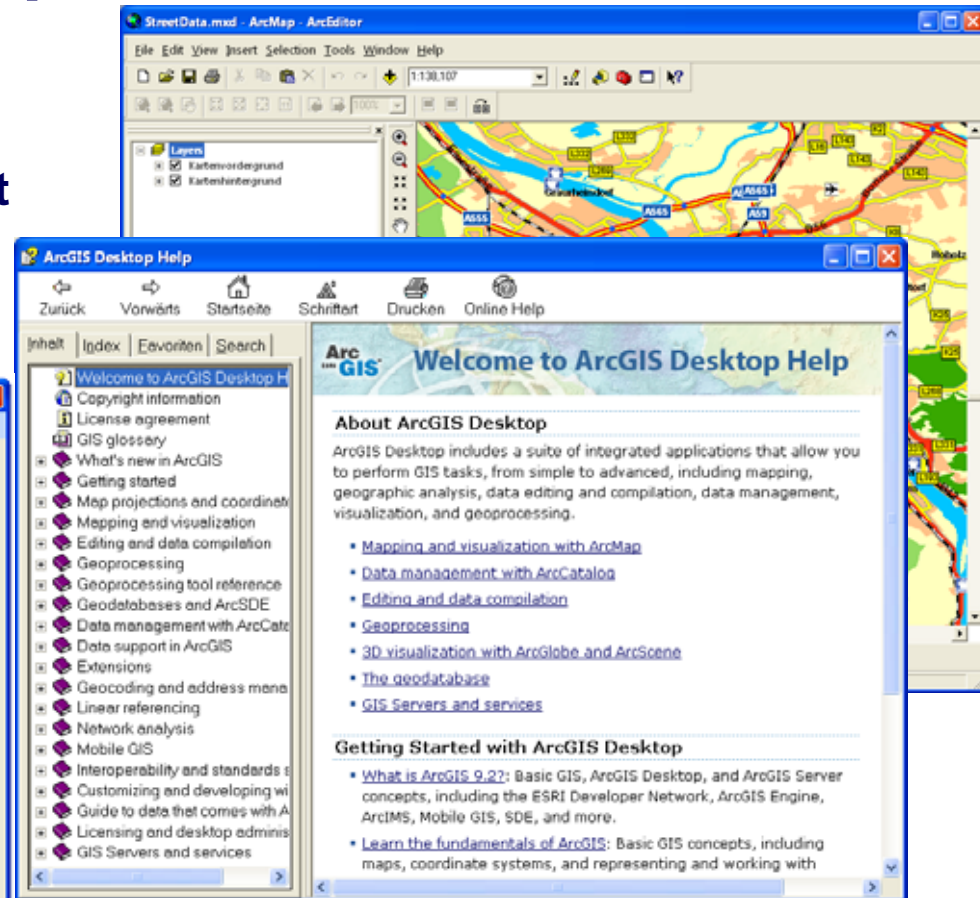 StreetData.mxd - ArcMap - ArcEditor
File Edit View Insert Selection Tools Window Help
1:138,107
100%
Layers
Kartenvordergrund
Kartenhintergrund
L332
L269
L16
L143
Graurheindorf
A565
A59
A555
t
ArcGIS Desktop Help
Zurück Vorwärts Startseite Schriftart Drucken Online Help
Inhalt Index Favoriten Search
Welcome to ArcGIS Desktop H
Copyright information
License agreement
GIS glossary
What's new in ArcGIS
Getting started
Map projections and coordinate
Mapping and visualization
Editing and data compilation
Geoprocessing
Geoprocessing tool reference
Geodatabases and ArcSDE
Data management with ArcCata
Data support in ArcGIS
Extensions
Geocoding and address mana
Linear referencing
Network analysis
Mobile GIS
Interoperability and standards s
Customizing and developing wi
Guide to data that comes with A
Licensing and desktop adminis
GIS Servers and services
Arc GIS
Welcome to ArcGIS Desktop Help
About ArcGIS Desktop
ArcGIS Desktop includes a suite of integrated applications that allow you
to perform GIS tasks, from simple to advanced, including mapping,
geographic analysis, data editing and compilation, data management,
visualization, and geoprocessing.
• Mapping and visualization with ArcMap
• Data management with ArcCatalog
• Editing and data compilation
• Geoprocessing
• 3D visualization with ArcGlobe and ArcScene
• The geodatabase
• GIS Servers and services
Getting Started with ArcGIS Desktop
• What is ArcGIS 9.2?: Basic GIS, ArcGIS Desktop, and ArcGIS Server
concepts, including the ESRI Developer Network, ArcGIS Engine,
ArcIMS, Mobile GIS, SDE, and more.
• Learn the fundamentals of ArcGIS: Basic GIS concepts, including
maps, coordinate systems, and representing and working with